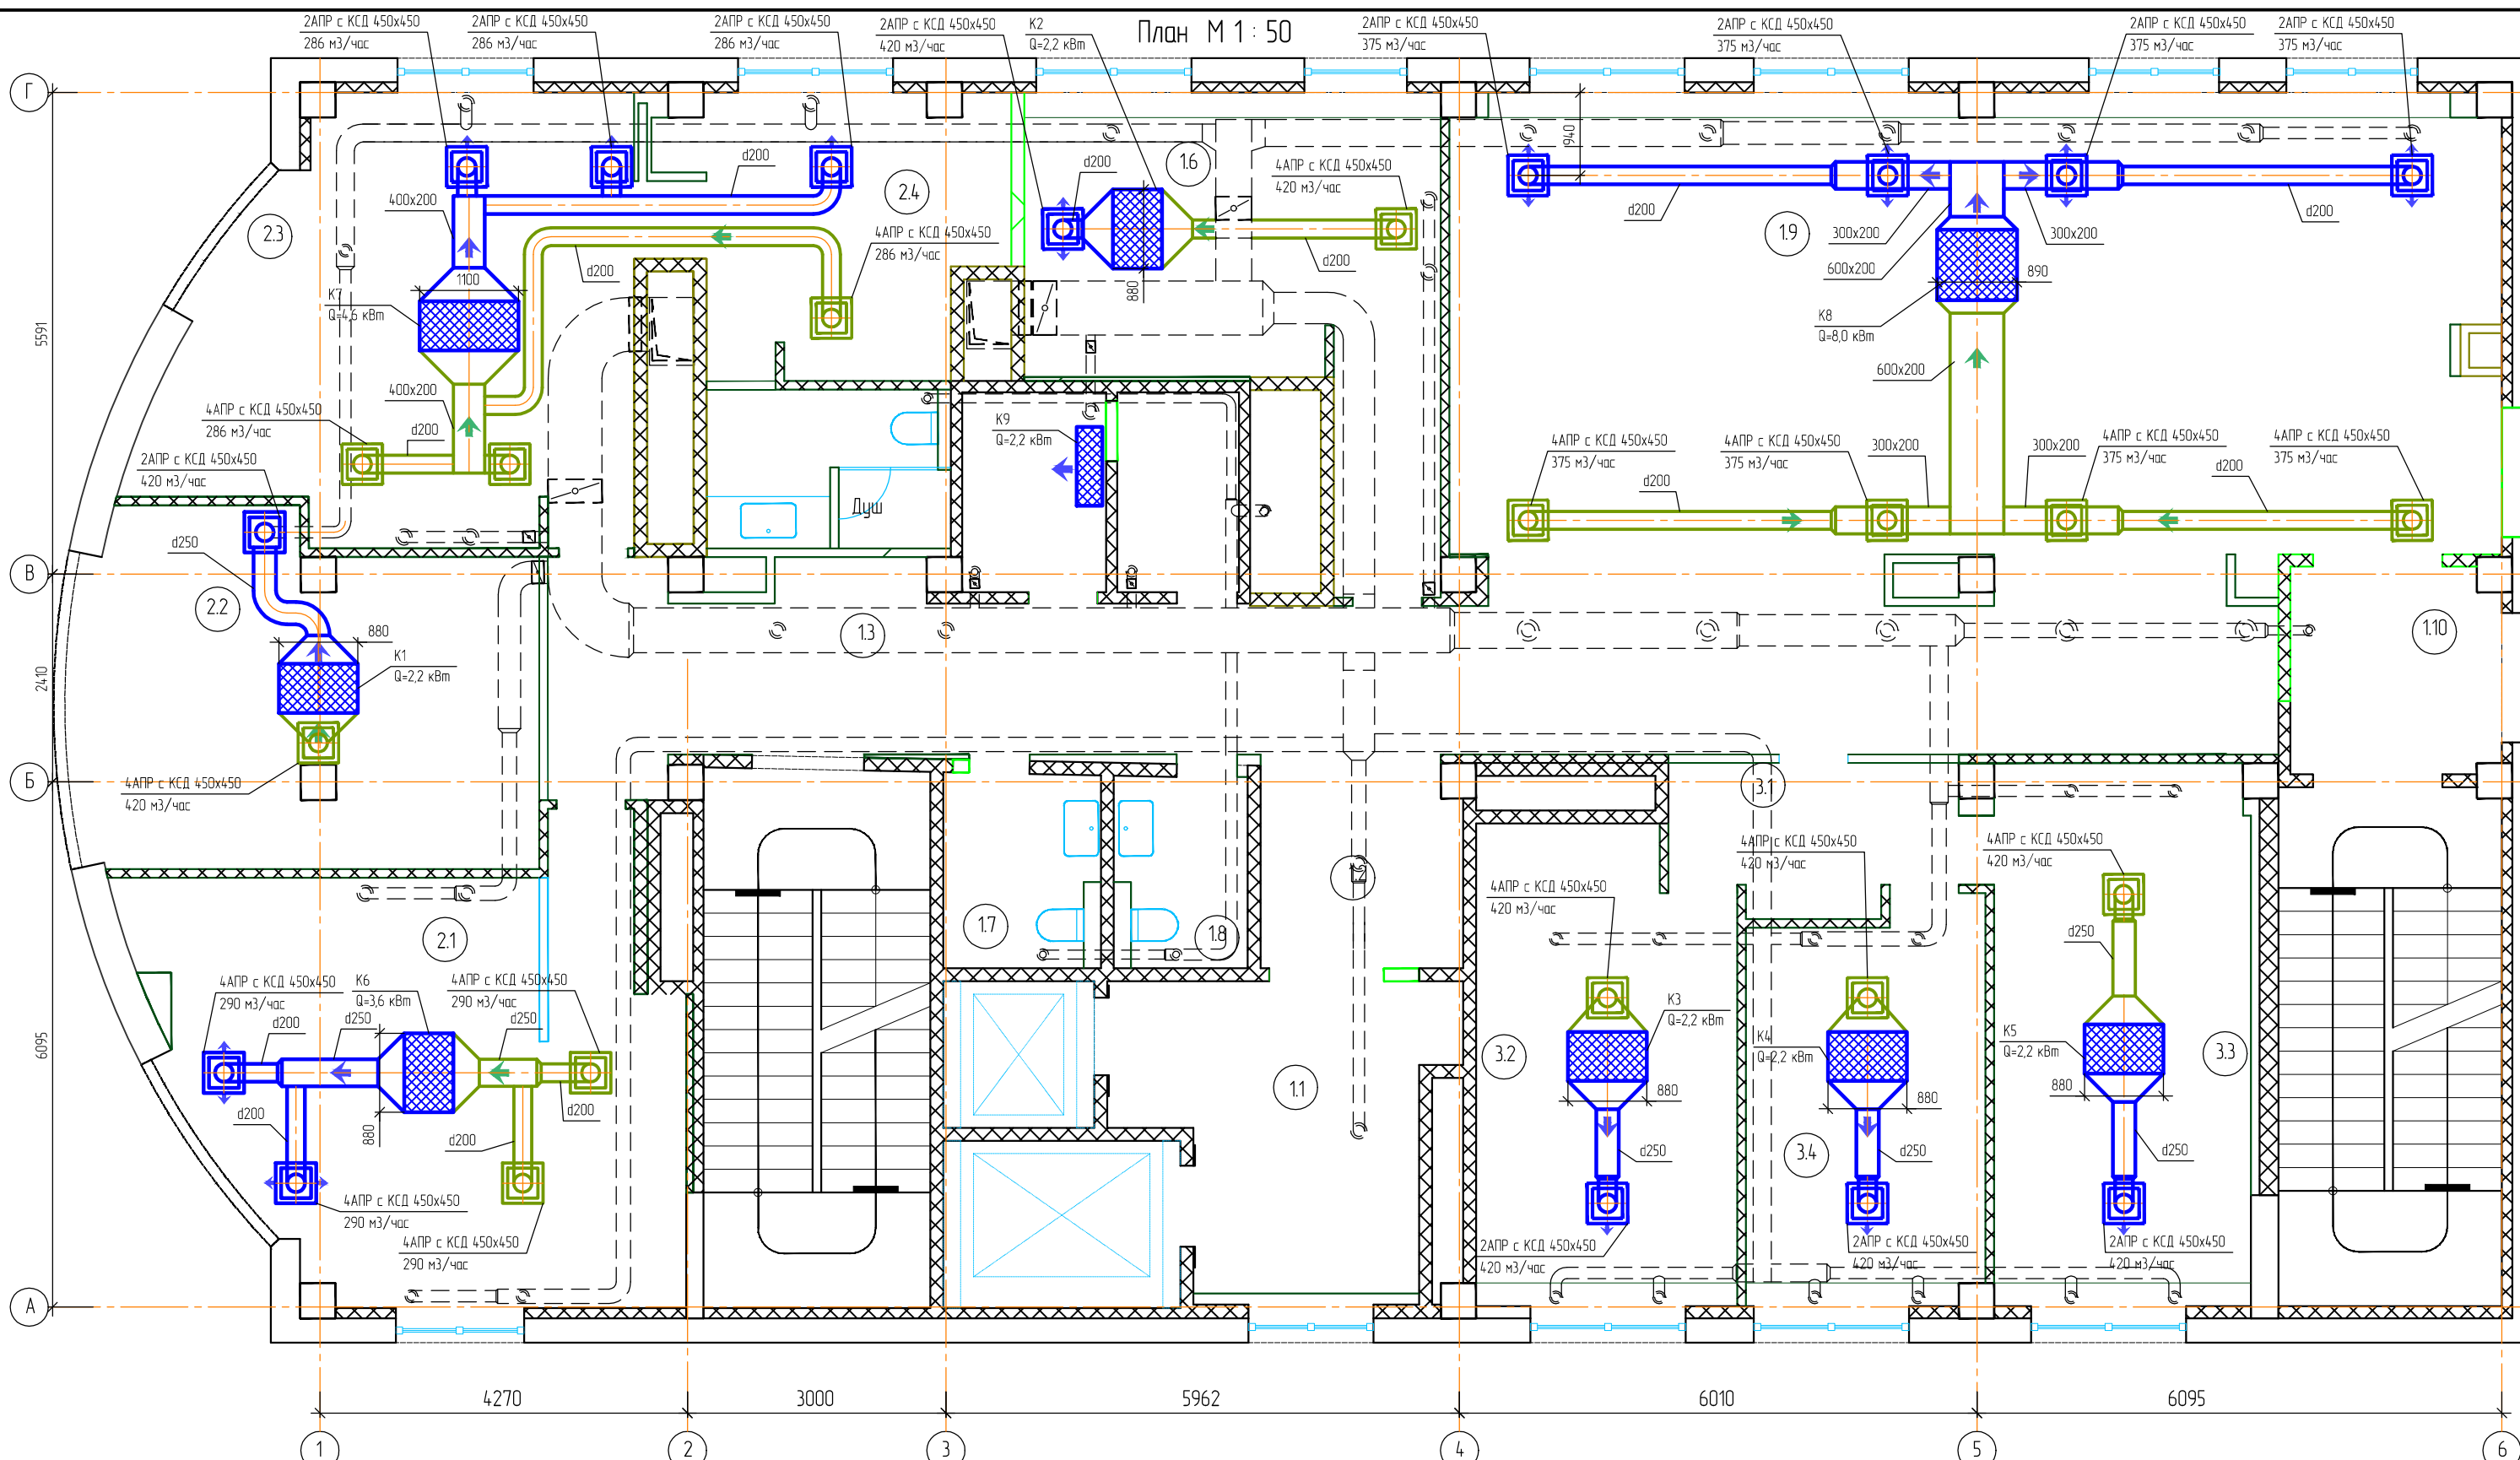 План М 1 : 50
2АПР с КСД 450х450
286 м3/час
2АПР с КСД 450х450
286 м3/час
2АПР с КСД 450х450
286 м3/час
2АПР с КСД 450х450
420 м3/час
К2
Q=2,2 кВт
2АПР с КСД 450х450
375 м3/час
2АПР с КСД 450х450
375 м3/час
2АПР с КСД 450х450
375 м3/час
2АПР с КСД 450х450
375 м3/час
Г
940
d200
d200
1.6
4АПР с КСД 450х450
420 м3/час
2.4
400х200
2.3
4АПР с КСД 450х450
286 м3/час
d200
d200
1.9
300х200
300х200
d200
d200
600х200
890
1100
880
К7
Q=4,6 кВт
К8
Q=8,0 кВт
5591
600х200
400х200
4АПР с КСД 450х450
286 м3/час
d200
К9
Q=2,2 кВт
4АПР с КСД 450х450
375 м3/час
4АПР с КСД 450х450
375 м3/час
300х200
300х200
4АПР с КСД 450х450
375 м3/час
4АПР с КСД 450х450
375 м3/час
2АПР с КСД 450х450
420 м3/час
d200
d200
Душ
d250
В
2.2
880
1.3
1.10
К1
Q=2,2 кВт
2410
Б
4АПР с КСД 450х450
420 м3/час
3.1
4АПР с КСД 450х450
420 м3/час
4АПР с КСД 450х450
420 м3/час
4АПР с КСД 450х450
420 м3/час
2.1
1.7
1.8
d250
4АПР с КСД 450х450
290 м3/час
К6
Q=3,6 кВт
4АПР с КСД 450х450
290 м3/час
d200
d250
d250
К3
Q=2,2 кВт
К4
Q=2,2 кВт
К5
Q=2,2 кВт
6095
3.2
3.3
1.1
880
880
880
d200
880
d200
d200
d250
3.4
d250
d250
4АПР с КСД 450х450
290 м3/час
4АПР с КСД 450х450
290 м3/час
2АПР с КСД 450х450
420 м3/час
2АПР с КСД 450х450
420 м3/час
2АПР с КСД 450х450
420 м3/час
А
4270
3000
5962
6010
6095
1
2
3
4
5
6